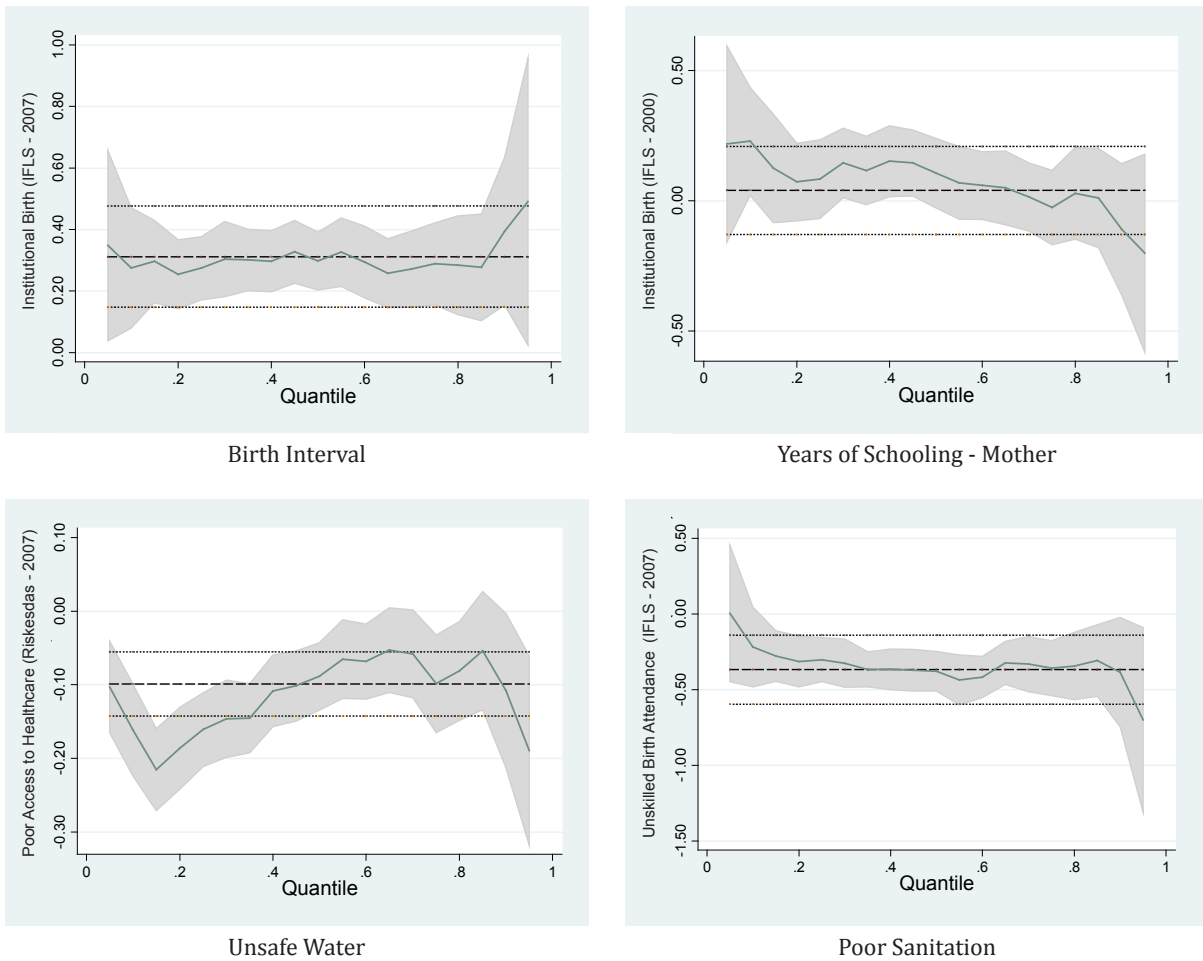 Institutional Birth (IFLS - 2007)
1.00
0.80
0.60
0.40
0.20
0.00
0 .2 .4 .6 .8 1
Quantile
Birth Interval
Institutional Birth (IFLS - 2000)
0.50
0.00
-0.50
0 .2 .4 .6 .8 1
Quantile
Years of Schooling - Mother
Poor Access to Healthcare (Riskesdas - 2007)
0.10
0.00
-0.10
-0.20
-0.30
0 .2 .4 .6 .8 1
Quantile
Unsafe Water
Unskilled Birth Attendance (IFLS - 2007)
0.50
0.00
-0.50
-1.00
-1.50
0 .2 .4 .6 .8 1
Quantile
Poor Sanitation